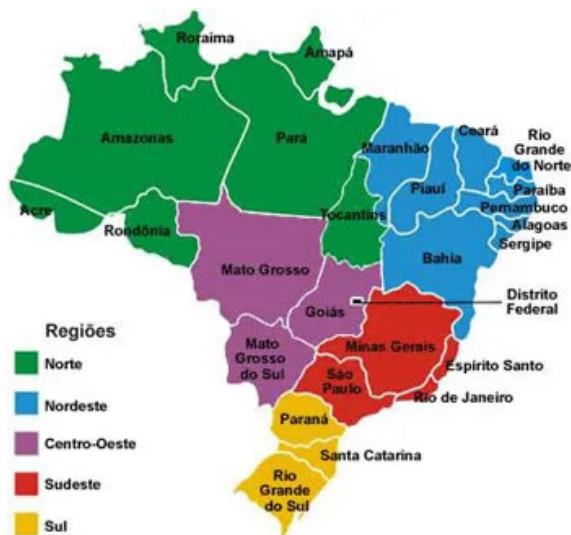 Roraima
Amapá
Amazonas
Pará
Maranhão
Ceará
Rio
Grande
do Norte
Piauí
Paraíba
Pernambuco
Alagoas
Sergipe
Acre
Rondônia
Tocantins
Bahia
Mato Grosso
Goiás
Distrito
Federal
Mato
Grosso
do Sul
Minas Gerais
Espírito Santo
São
Paulo
Rio de Janeiro
Paraná
Santa Catarina
Rio
Grande
do Sul
Regiões
Norte
Nordeste
Centro-Oeste
Sudeste
Sul